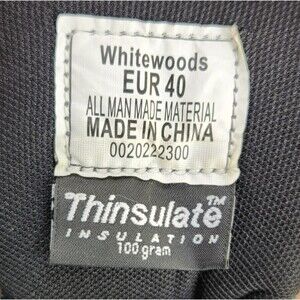 Whitewoods
EUR 40
ALL MAN MADE MATERIAL
MADE IN CHINA
0020222300
Thinsulate™
INSULATION
100 gram